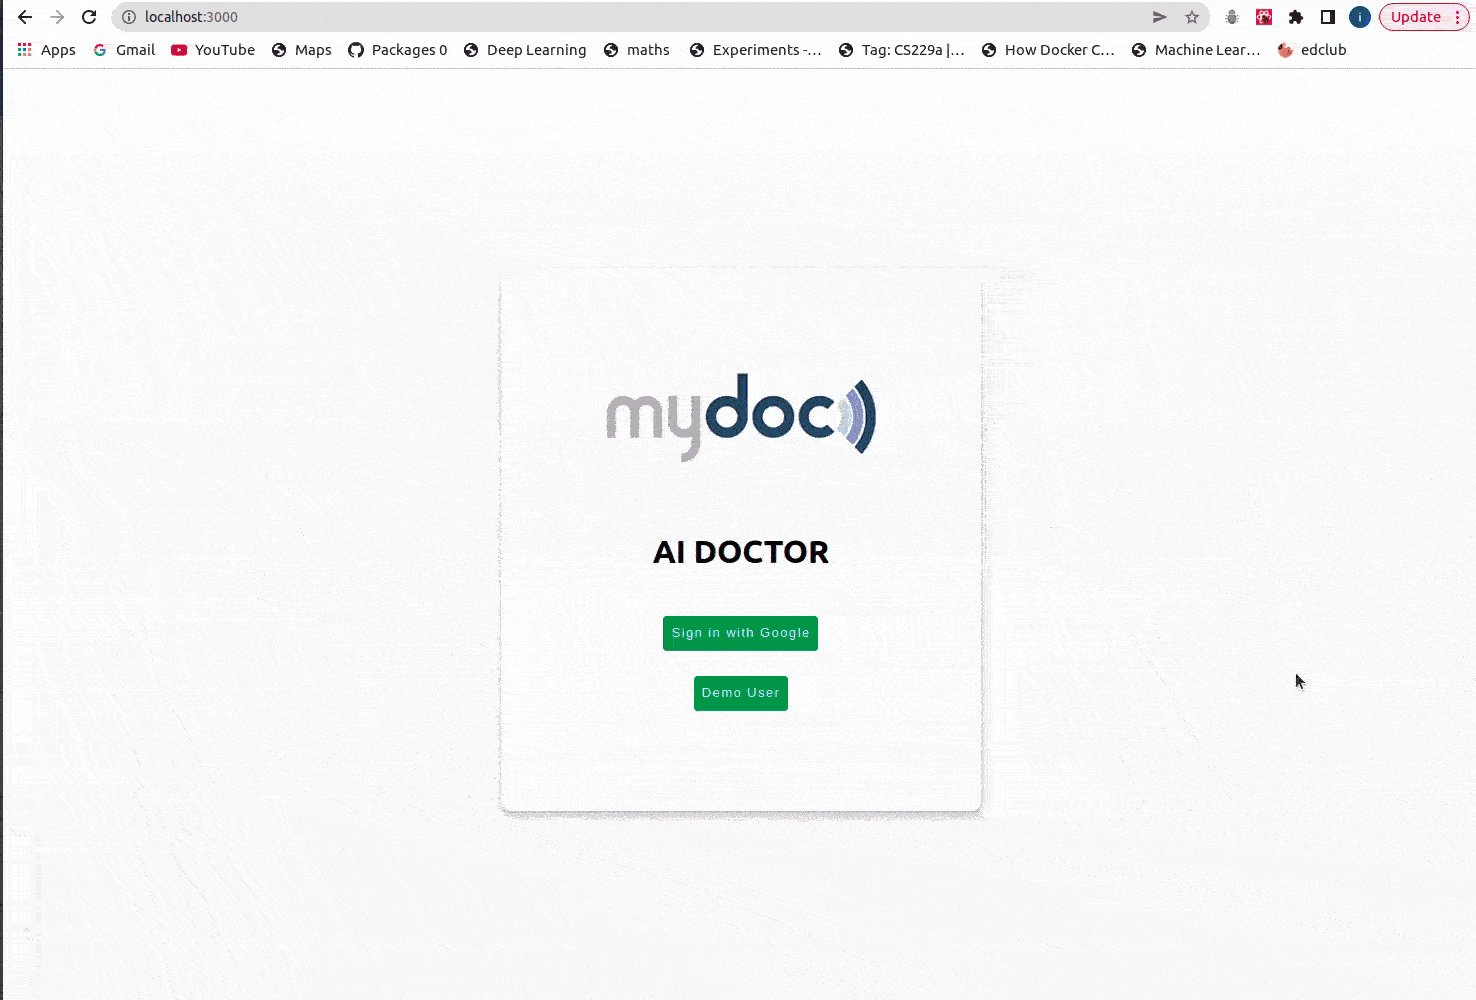 localhost:3000
Update
Apps Gmail YouTube Maps Packages 0 Deep Learning maths Experiments -... Tag: CS229a |... How Docker C... Machine Lear... edclub
mydoc
AI DOCTOR
Sign in with Google
Demo User